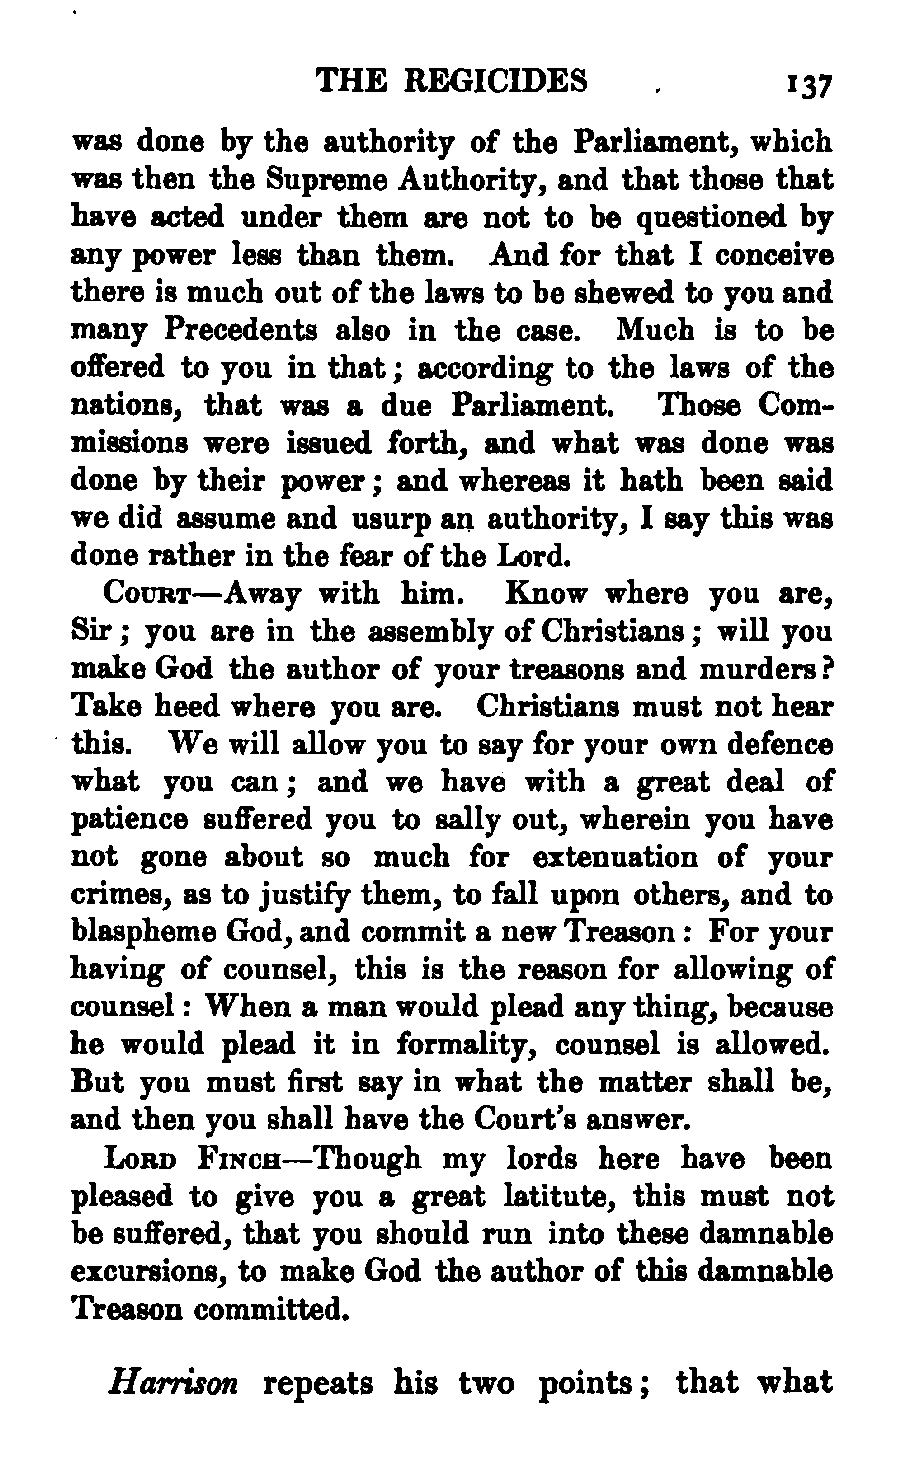 THE REGICIDES 137
was done by the authority of the Parliament, which
was then the Supreme Authority, and that those that
have acted under them are not to be questioned by
any power less than them. And for that I conceive
there is much out of the laws to be shewed to you and
many Precedents also in the case. Much is to be
offered to you in that; according to the laws of the
nations, that was a due Parliament. Those Com-
missions were issued forth, and what was done was
done by their power; and whereas it hath been said
we did assume and usurp an authority, I say this was
done rather in the fear of the Lord.
COURT—Away with him. Know where you are,
Sir; you are in the assembly of Christians; will you
make God the author of your treasons and murders?
Take heed where you are. Christians must not hear
this. We will allow you to say for your own defence
what you can; and we have with a great deal of
patience suffered you to sally out, wherein you have
not gone about so much for extenuation of your
crimes, as to justify them, to fall upon others, and to
blaspheme God, and commit a new Treason: For your
having of counsel, this is the reason for allowing of
counsel: When a man would plead any thing, because
he would plead it in formality, counsel is allowed.
But you must first say in what the matter shall be,
and then you shall have the Court's answer.
LORD FINCH—Though my lords here have been
pleased to give you a great latitute, this must not
be suffered, that you should run into these damnable
excursions, to make God the author of this damnable
Treason committed.
Harrison repeats his two points; that what